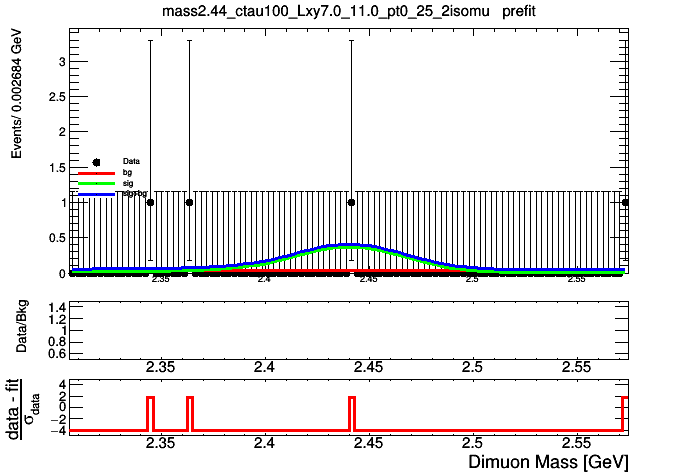 mass2.44_ctau100_Lxy7.0_11.0_pt0_25_2isomu prefit
Events/ 0.002684 GeV
3
2.5
2
1.5
1
0.5
0
Data
bg
sig
sig+bg
2.35 2.4 2.45 2.5 2.55
Data/Bkg
1.4
1.2
1
0.8
0.6
2.35 2.4 2.45 2.5 2.55
data - fit
σdata
4
2
0
−2
−4
2.35 2.4 2.45 2.5 2.55
Dimuon Mass [GeV]